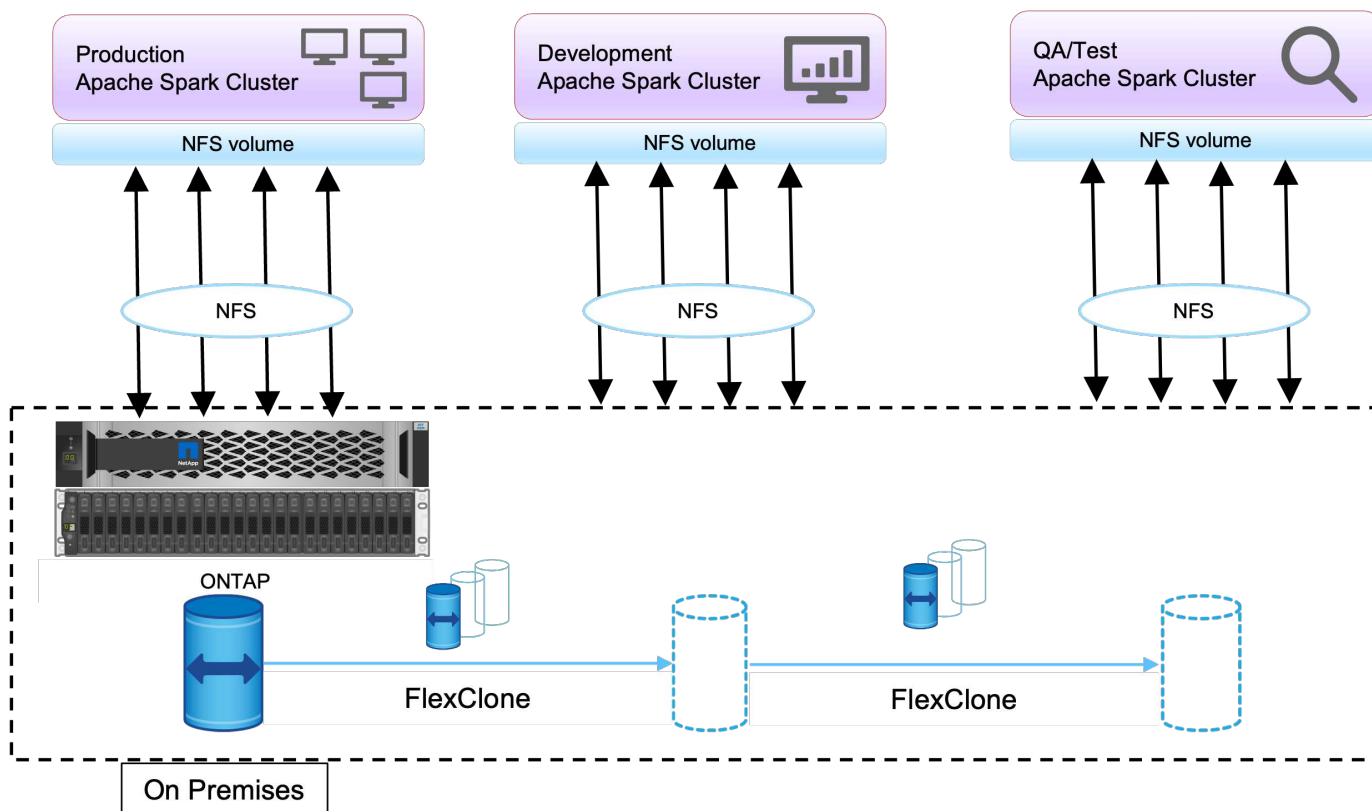 Production
Apache Spark Cluster
Development
Apache Spark Cluster
QA/Test
Apache Spark Cluster
NFS volume
NFS volume
NFS volume
NFS
NFS
NFS
NetApp
ONTAP
FlexClone
FlexClone
On Premises